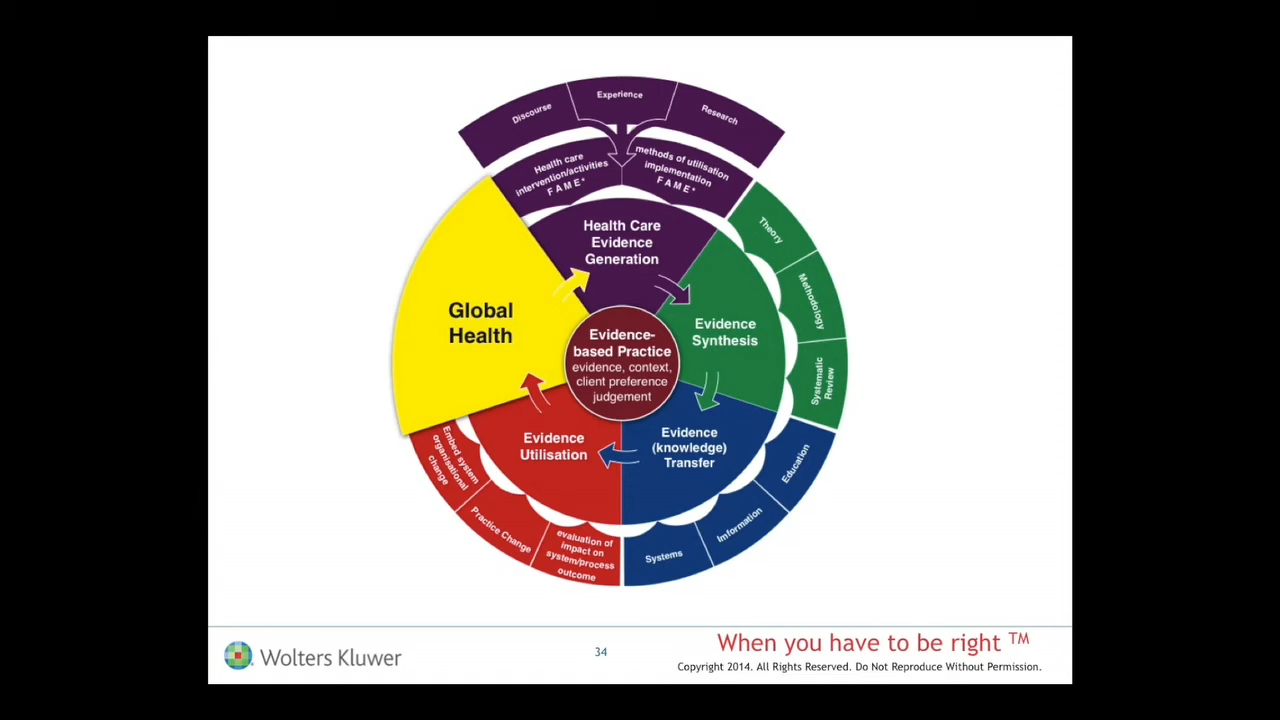 Discourse
Experience
Research
Health care
intervention/activities
F A M E*
methods of utilisation
implementation
F A M E*
Health Care
Evidence
Generation
Global
Health
Evidence-
based Practice
evidence, context,
client preference
judgement
Evidence
Synthesis
Theory
Methodology
Systematic
Review
Evidence
(knowledge)
Transfer
Education
Imformation
Systems
Evidence
Utilisation
evaluation of
impact on
system/process
outcome
Practice Change
Embed system
organisational
change
Wolters Kluwer
34
When you have to be right TM
Copyright 2014. All Rights Reserved. Do Not Reproduce Without Permission.